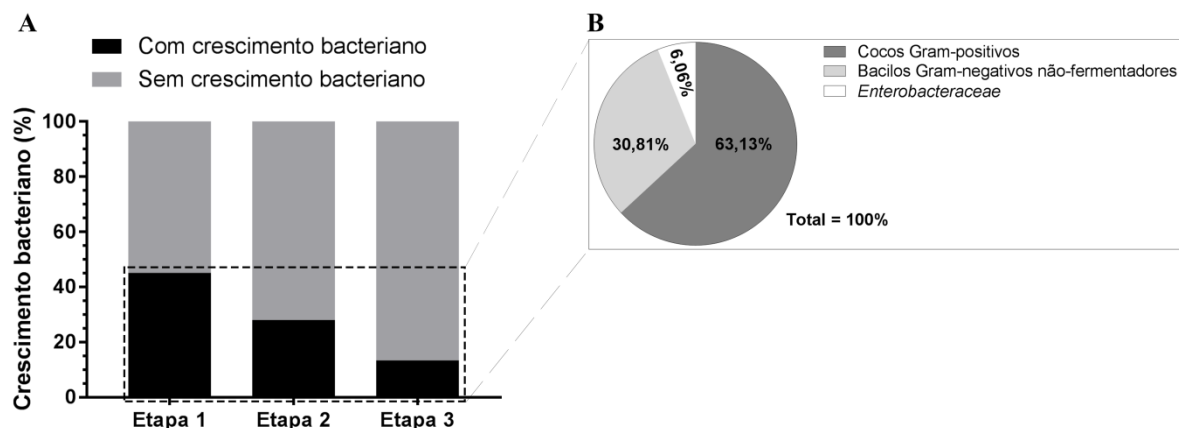 A
Com crescimento bacteriano
Sem crescimento bacteriano
Crescimento bacteriano (%)
100
80
60
40
20
0
Etapa 1 Etapa 2 Etapa 3
B
6,06%
30,81%
63,13%
Cocos Gram-positivos
Bacilos Gram-negativos não-fermentadores
Enterobacteraceae
Total = 100%